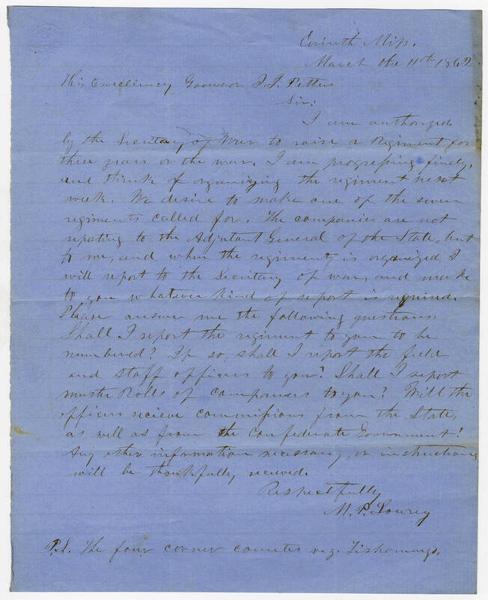 Corinth Miss.
March the 11th 1862
His Excellency Governor J. J. Pettus
Sir:
I am authorized
by the Secretary of War to raise a Regiment for
three years or the war. I am progressing finely,
and think of organizing the regiment next
week. We desire to make one of the seven
regiments called for. The companies are not
reporting to the Adjutant General of the State, but
to me, and when the regiment is organized I
will report to the Secretary of war, and make
to you whatever kind of report is required.
Please answer me the following questions.
Shall I report the regiment to you to be
numbered? If so, shall I report the field
and staff officers to you? Shall I report
muster Rolls of companies to you? Will the
officers recieve commissions from the State,
as well as from the Confederate Government?
Any other information necessary, or instructions
will be thankfully received.
Respectfully
M. P. Lowrey
P.S. The four corner counties Tishomingo,